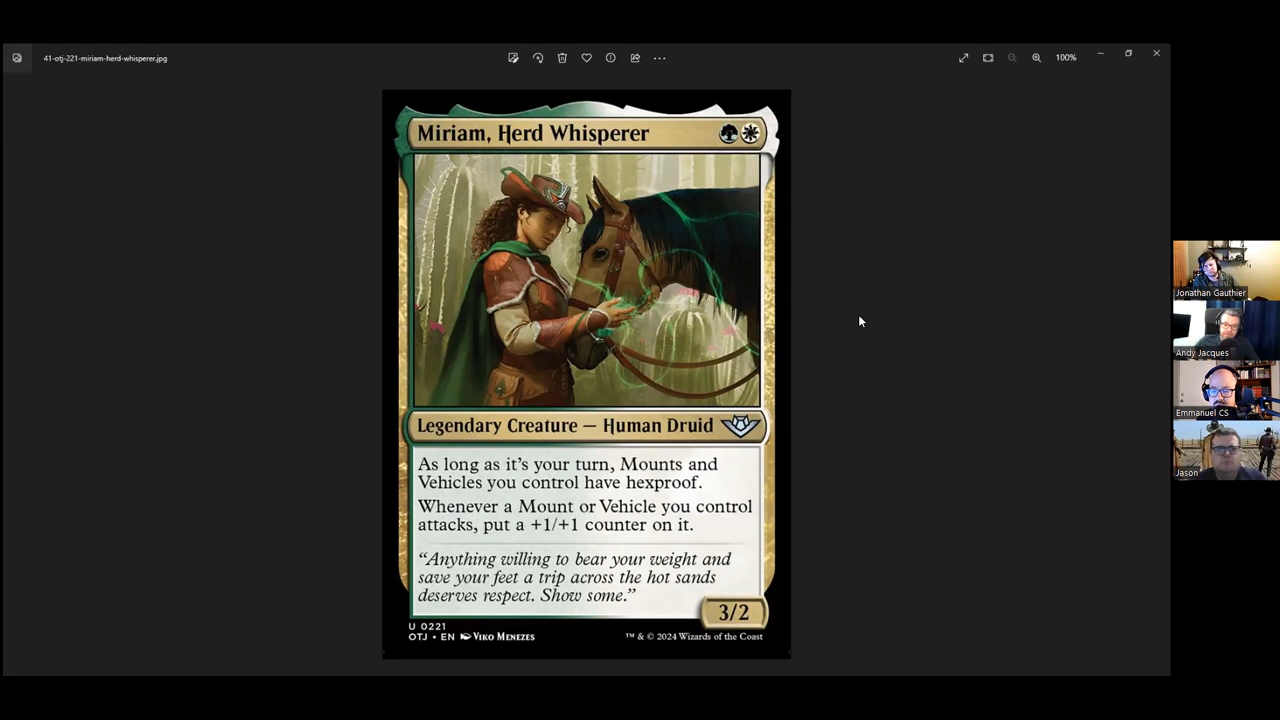 41-otj-221-miriam-herd-whisperer.jpg
100%
Miriam, Herd Whisperer
Legendary Creature — Human Druid
As long as it's your turn, Mounts and
Vehicles you control have hexproof.
Whenever a Mount or Vehicle you control
attacks, put a +1/+1 counter on it.
“Anything willing to bear your weight and
save your feet a trip across the hot sands
deserves respect. Show some.”
3/2
U 0221
OTJ • EN Viko Menezes
™ & © 2024 Wizards of the Coast
Jonathan Gauthier
Andy Jacques
Emmanuel CS
Jason